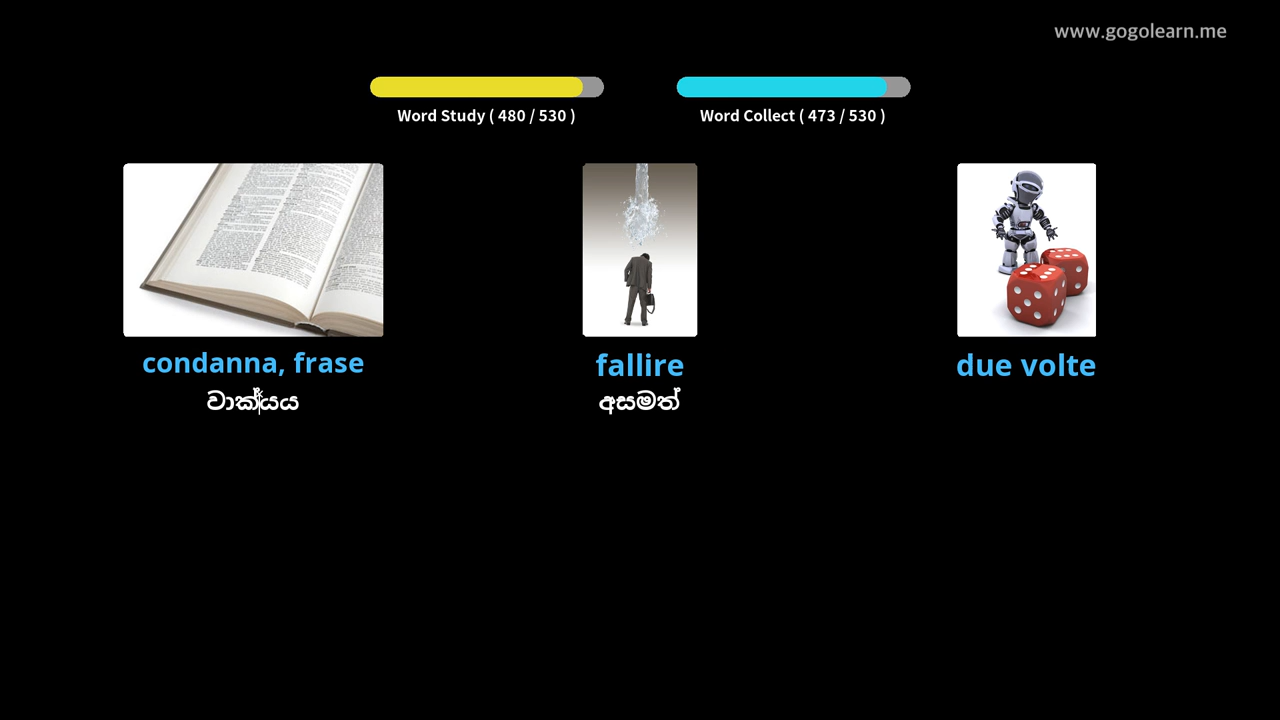 www.gogolearn.me
Word Study ( 480 / 530 )
Word Collect ( 473 / 530 )
condanna, frase
fallire
due volte
වාක්‍යය
අසමත්